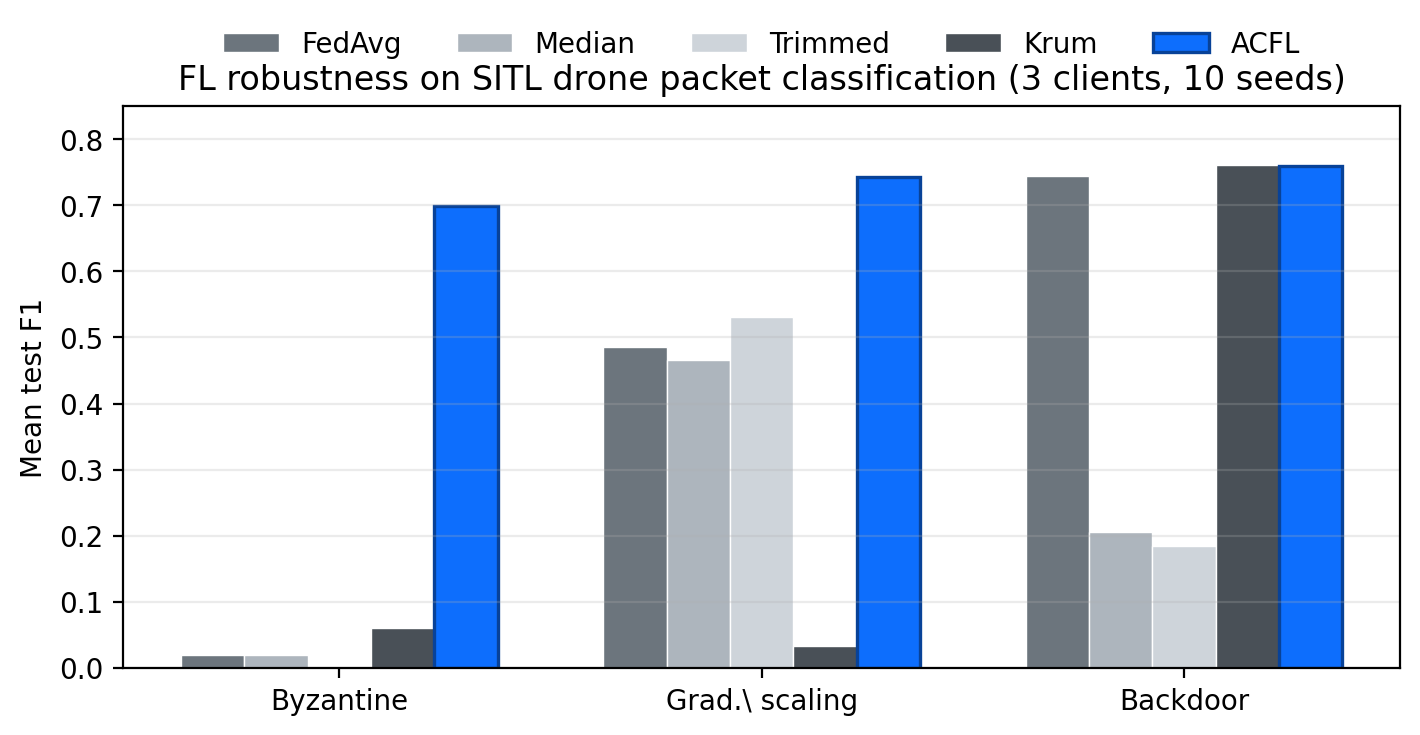 FedAvg Median Trimmed Krum ACFL
FL robustness on SITL drone packet classification (3 clients, 10 seeds)
Mean test F1
0.8
0.7
0.6
0.5
0.4
0.3
0.2
0.1
0.0
Byzantine Grad.\ scaling Backdoor